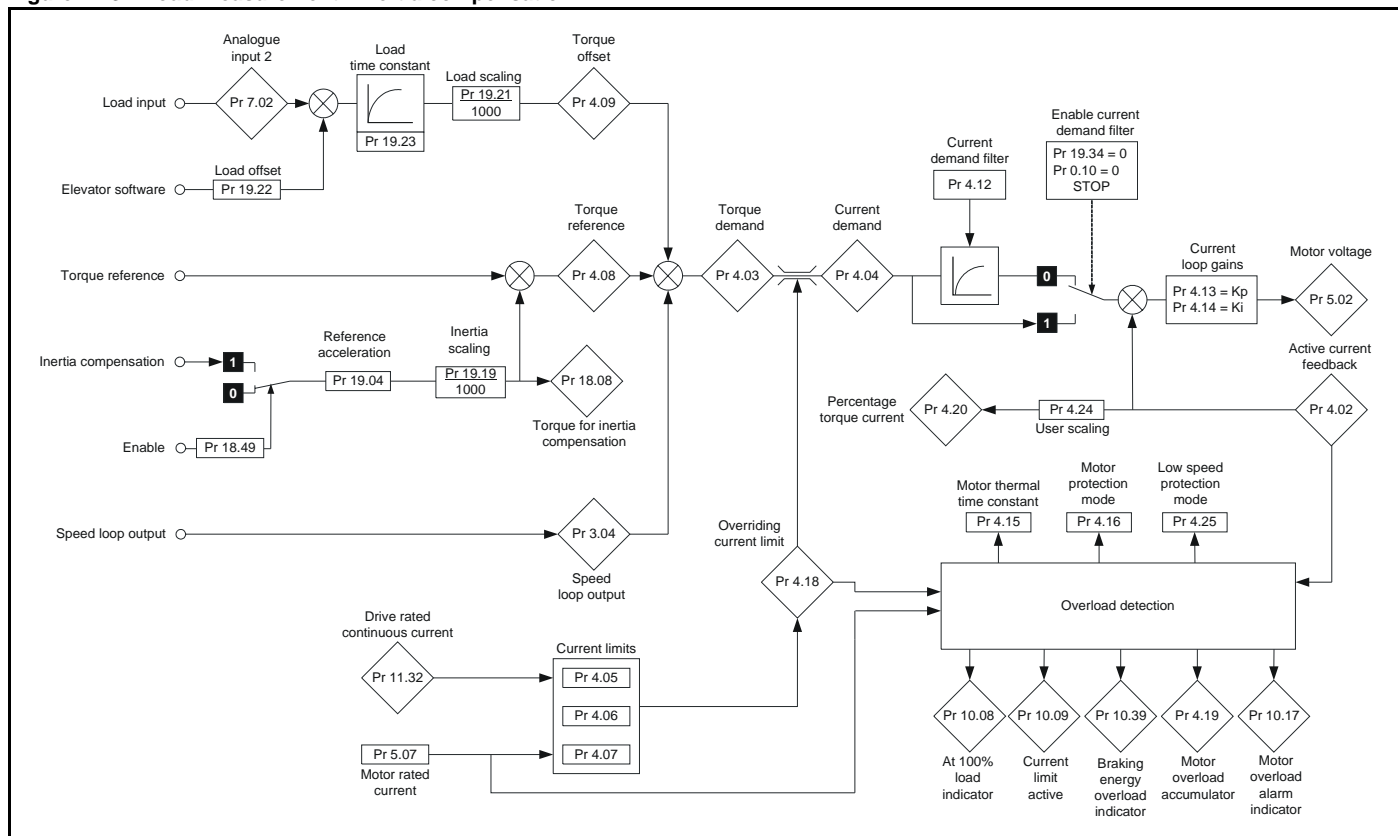 Analogue
input 2
Pr 7.02
Load input
Load
time constant
Pr 19.23
Load scaling
Pr 19.21
1000
Torque
offset
Pr 4.09
Elevator software
Load offset
Pr 19.22
Torque reference
Torque
reference
Pr 4.08
Torque
demand
Pr 4.03
Current
demand
Pr 4.04
Current
demand filter
Pr 4.12
Enable current
demand filter
Pr 19.34 = 0
Pr 0.10 = 0
STOP
0
1
Current
loop gains
Pr 4.13 = Kp
Pr 4.14 = Ki
Motor voltage
Pr 5.02
Inertia compensation
1
0
Reference
acceleration
Pr 19.04
Inertia
scaling
Pr 19.19
1000
Pr 18.08
Torque for inertia
compensation
Enable
Pr 18.49
Active current
feedback
Pr 4.02
Percentage
torque current
Pr 4.20
Pr 4.24
User scaling
Speed loop output
Pr 3.04
Speed
loop output
Overriding
current limit
Pr 4.18
Motor thermal
time constant
Pr 4.15
Motor
protection
mode
Pr 4.16
Low speed
protection
mode
Pr 4.25
Overload detection
Drive rated
continuous current
Pr 11.32
Current limits
Pr 4.05
Pr 4.06
Pr 4.07
Pr 5.07
Motor rated
current
Pr 10.08
At 100%
load
indicator
Pr 10.09
Current
limit
active
Pr 10.39
Braking
energy
overload
indicator
Pr 4.19
Motor
overload
accumulator
Pr 10.17
Motor
overload
alarm
indicator